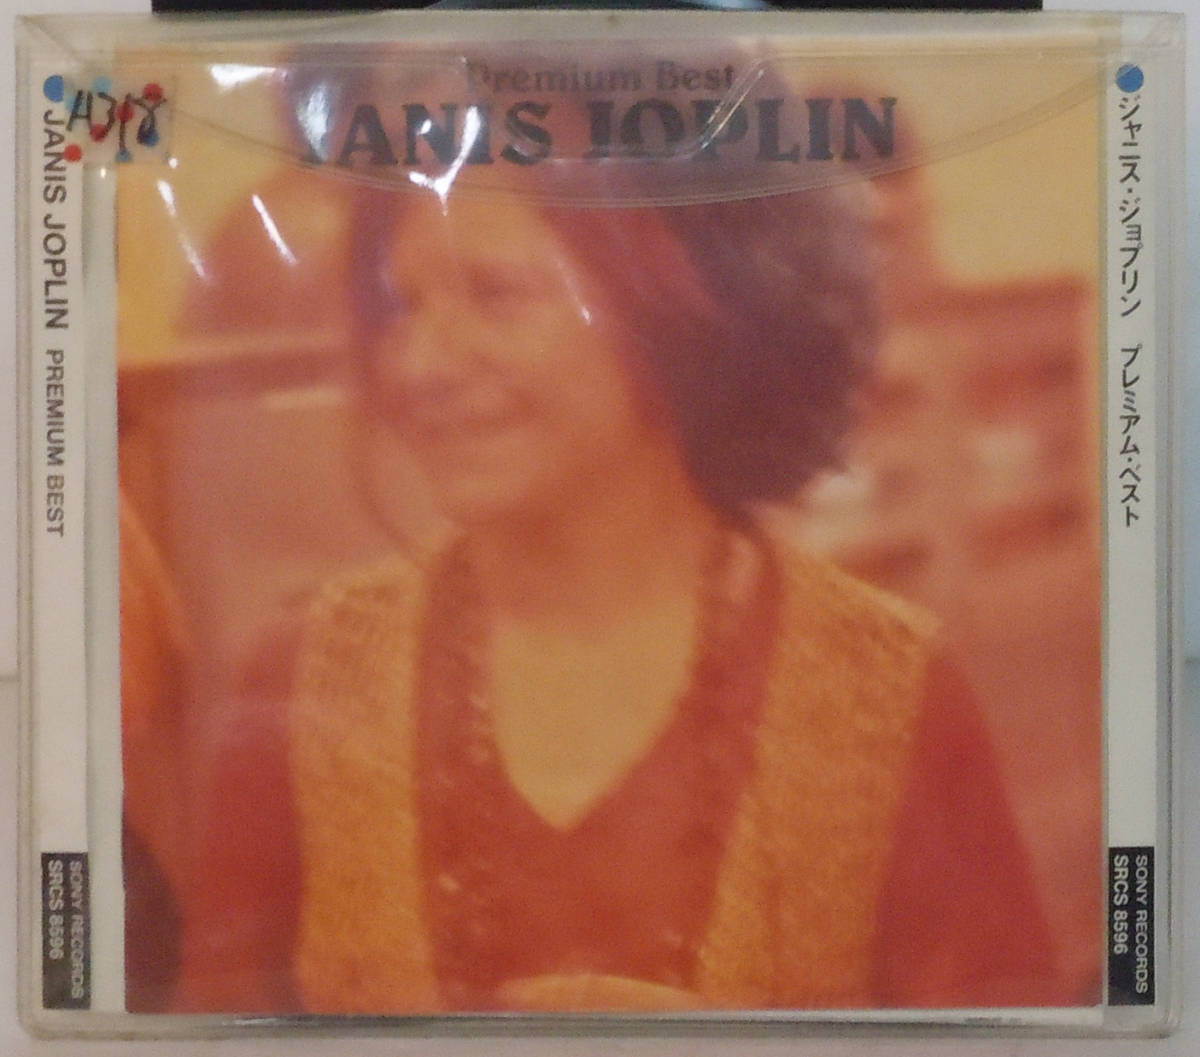 Premium Best
JANIS JOPLIN
A318
JANIS JOPLIN PREMIUM BEST
SONY RECORDS
SRCS 8596
ジャニス・ジョプリン プレミアム・ベスト
SONY RECORDS
SRCS 8596